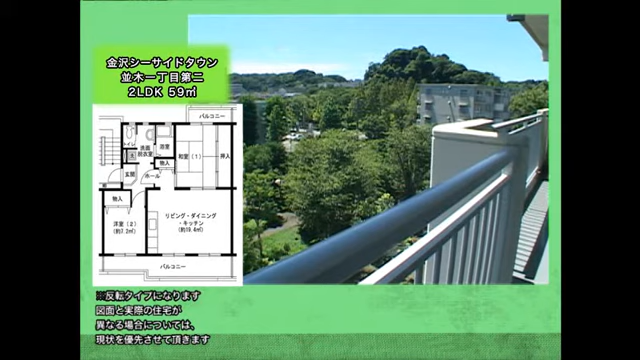 金沢シーサイドタウン
並木一丁目第二
2LDK 59㎡
バルコニー
トイレ
洗面
脱衣室
浴室
和室(1)
押入
物入
玄関
ホール
物入
洋室(2)
(約7.2㎡)
リビング・ダイニング
・キッチン
(約19.4㎡)
バルコニー
※反転タイプになります
図面と実際の住宅が
異なる場合については、
現状を優先させて頂きます